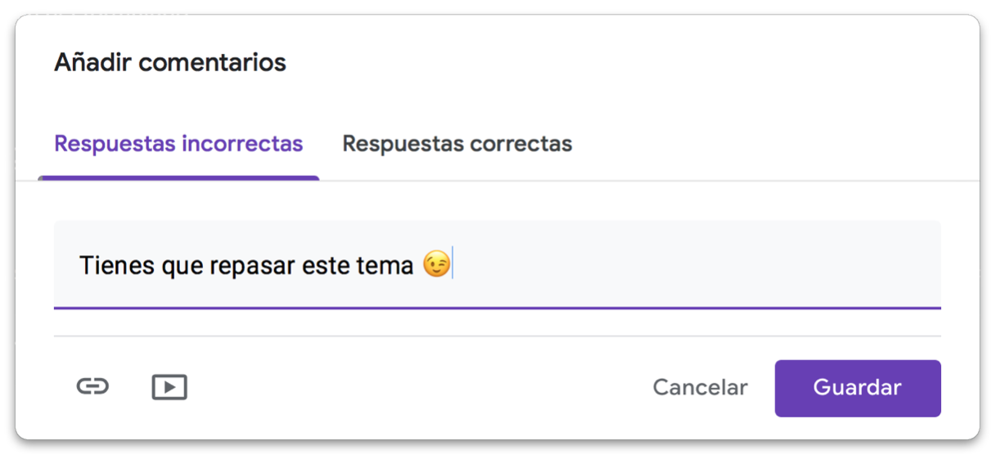 Añadir comentarios
Respuestas incorrectas Respuestas correctas
Tienes que repasar este tema 😉
Cancelar Guardar